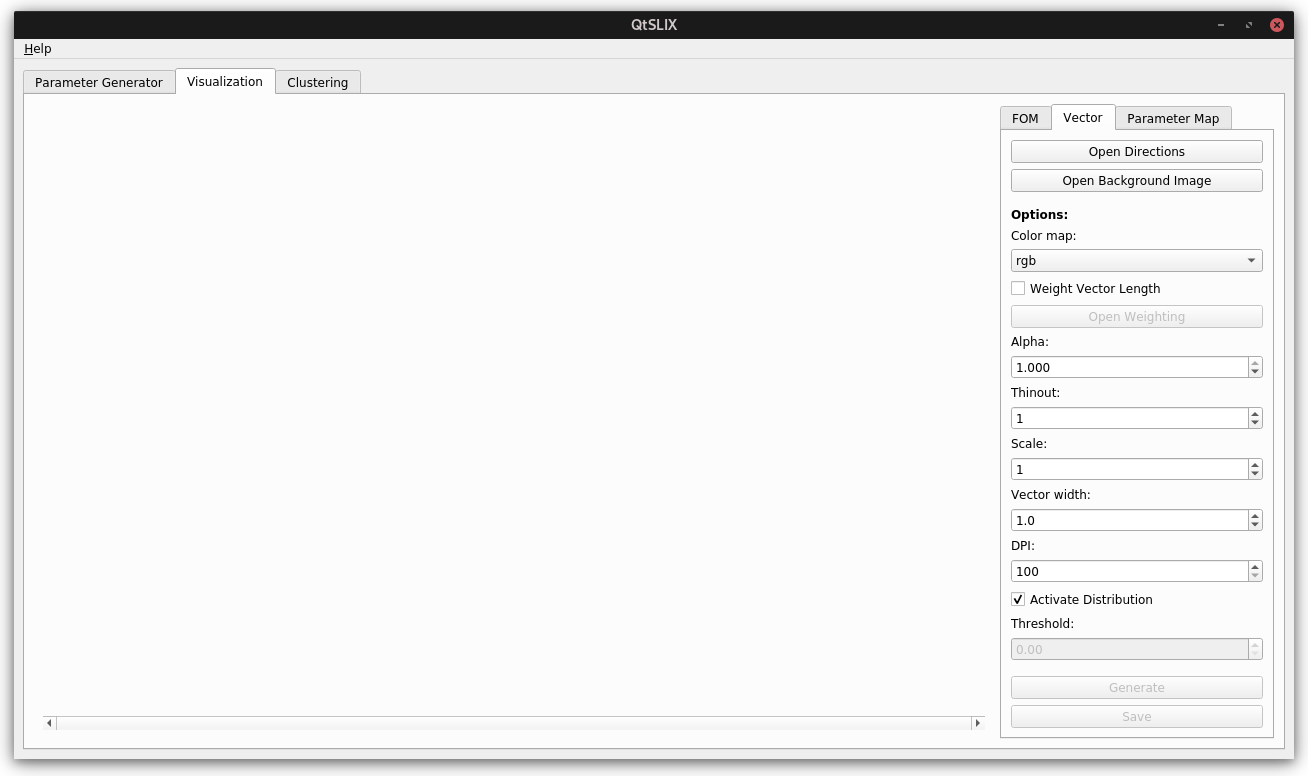 QtSLIX
Help
Parameter Generator
Visualization
Clustering
FOM
Vector
Parameter Map
Open Directions
Open Background Image
Options:
Color map:
rgb
Weight Vector Length
Open Weighting
Alpha:
1.000
Thinout:
1
Scale:
1
Vector width:
1.0
DPI:
100
Activate Distribution
Threshold:
0.00
Generate
Save